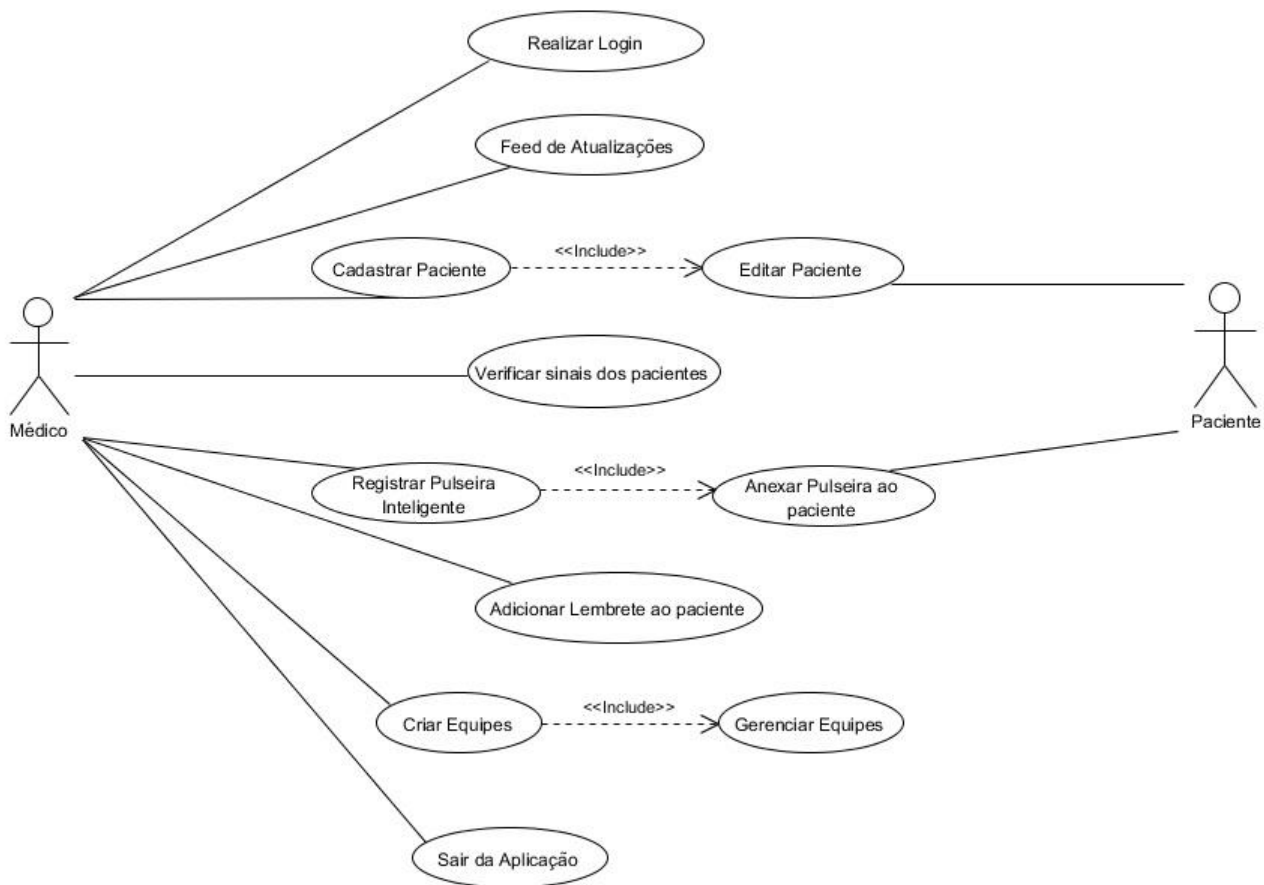 Realizar Login
Feed de Atualizações
<<Include>>
Cadastrar Paciente
Editar Paciente
Verificar sinais dos pacientes
Médico
Paciente
<<Include>>
Registrar Pulseira
Inteligente
Anexar Pulseira ao
paciente
Adicionar Lembrete ao paciente
<<Include>>
Criar Equipes
Gerenciar Equipes
Sair da Aplicação